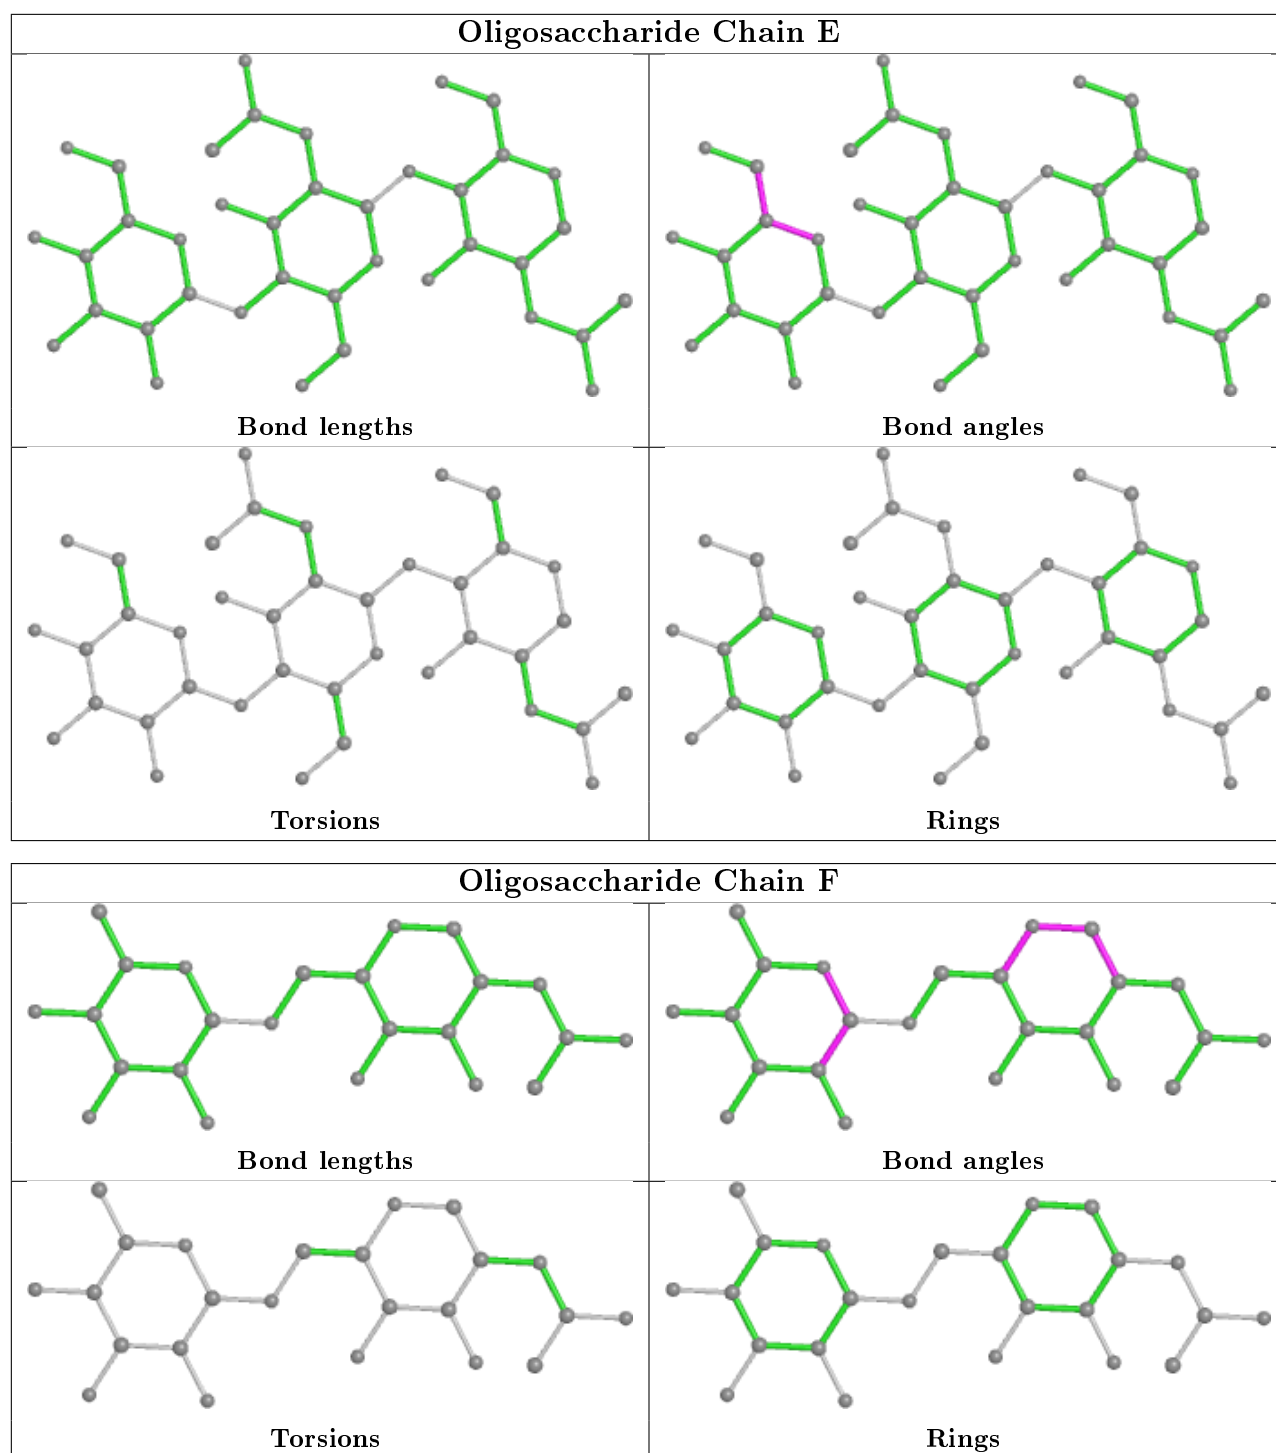 Oligosaccharide Chain E
Bond lengths
Bond angles
Torsions
Rings
Oligosaccharide Chain F
Bond lengths
Bond angles
Torsions
Rings